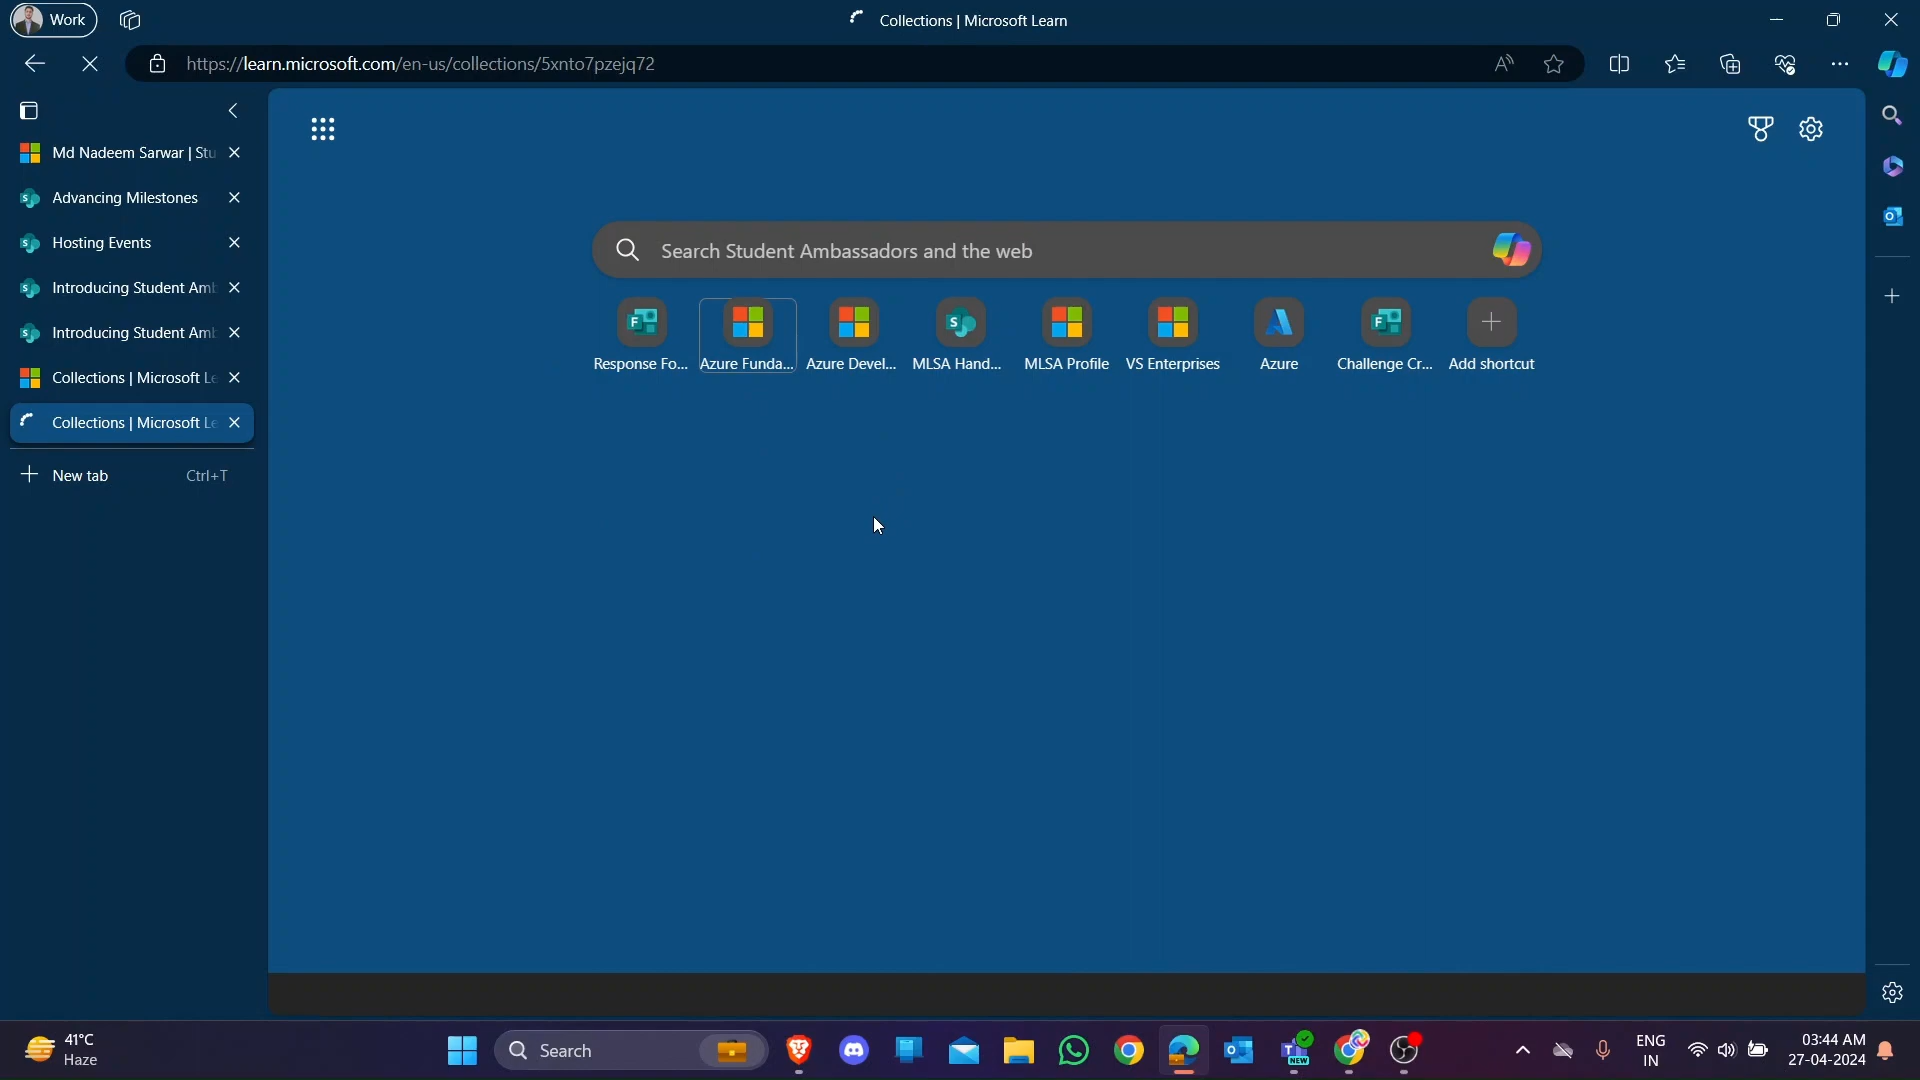 Work
Collections | Microsoft Learn
https://learn.microsoft.com/en-us/collections/5xnto7pzejq72
Md Nadeem Sarwar | Stu
Advancing Milestones
Hosting Events
Introducing Student Amb
Introducing Student Amb
Collections | Microsoft Le
Collections | Microsoft Le
New tab Ctrl+T
Search Student Ambassadors and the web
Response Fo... Azure Funda... Azure Devel... MLSA Hand... MLSA Profile VS Enterprises Azure Challenge Cr... Add shortcut
41°C
Haze
Search
NEW
ENG
IN
03:44 AM
27-04-2024